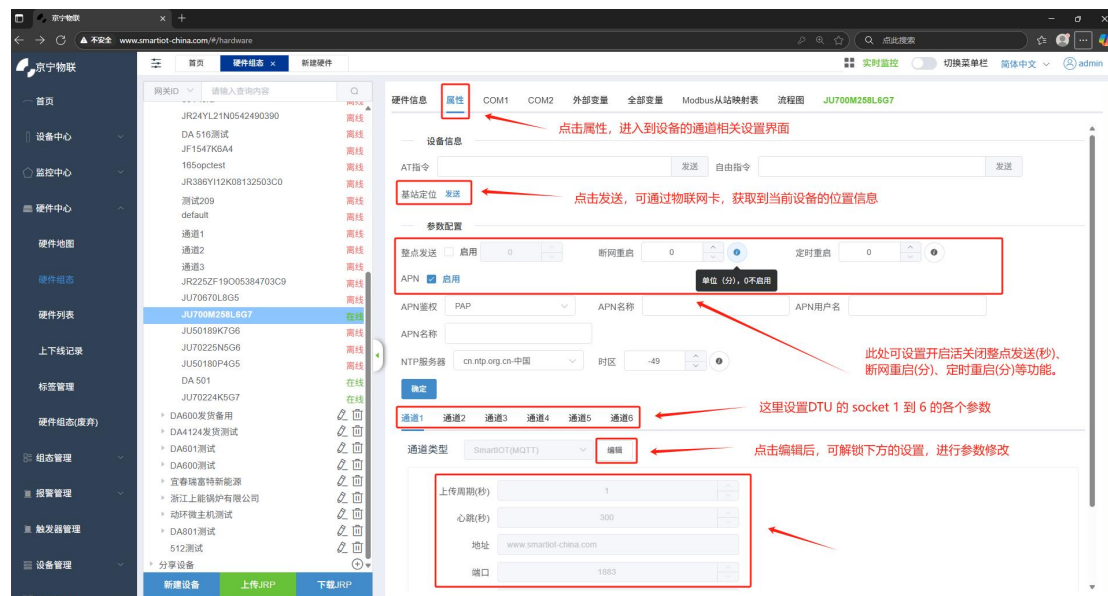 京宁物联
不安全 www.smartiot-china.com/#/hardware
点此搜索
京宁物联
首页 硬件组态 × 新建硬件
实时监控 切换菜单栏 简体中文 admin
首页
设备中心
监控中心
硬件中心
硬件地图
硬件组态
硬件列表
上下线记录
标签管理
硬件组态(废弃)
组态管理
报警管理
触发器管理
设备管理
网关ID 请输入查询内容
离线
JR24YL21N0542490390 离线
DA 516测试 离线
JF1547K6A4 离线
165opctest 离线
JR386YI12K08132503C0 离线
测试209 离线
default 离线
通道1 离线
通道2 离线
通道3 离线
JR225ZF19O05384703C9 离线
JU70670L8G5 离线
JU700M258L6G7 在线
JU50189K7G6 离线
JU70225N5G6 离线
JU50180P4G5 离线
DA 501 在线
JU70224K5G7 在线
DA600发货备用
DA4124发货测试
DA601测试
DA600测试
宜春瑞富特新能源
浙江上能锅炉有限公司
动环微主机测试
DA801测试
512测试
分享设备
新建设备 上传JRP 下载JRP
硬件信息 属性 COM1 COM2 外部变量 全部变量 Modbus从站映射表 流程图 JU700M258L6G7
点击属性，进入到设备的通道相关设置界面
设备信息
AT指令 发送 自由指令 发送
基站定位 发送
点击发送，可通过物联网卡，获取到当前设备的位置信息
参数配置
整点发送 启用 0 断网重启 0 定时重启 0
APN 启用
单位（分），0不启用
APN鉴权 PAP APN名称 APN用户名
APN名称
NTP服务器 cn.ntp.org.cn-中国 时区 -49
此处可设置开启活关闭整点发送(秒)、
断网重启(分)、定时重启(分)等功能。
确定
通道1 通道2 通道3 通道4 通道5 通道6
这里设置DTU 的 socket 1 到 6 的各个参数
通道类型 SmartIOT(MQTT) 编辑
点击编辑后，可解锁下方的设置，进行参数修改
上传周期(秒) 1
心跳(秒) 300
地址 www.smartiot-china.com
端口 1883